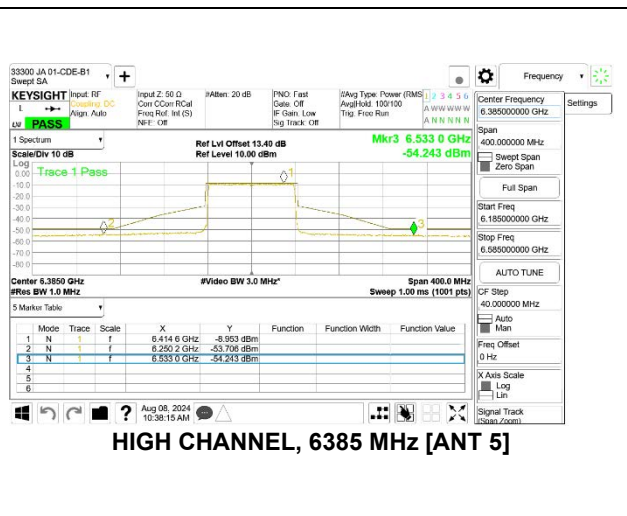 33300 JA 01-CDE-B1
Swept SA
Frequency
KEYSIGHT
Input: RF
Coupling: DC
Align: Auto
Input Z: 50 Ω
Corr CCorr RCal
Freq Ref: Int (S)
NFE: Off
#Atten: 20 dB
PNO: Fast
Gate: Off
IF Gain: Low
Sig Track: Off
#Avg Type: Power (RMS
Avg|Hold: 100/100
Trig: Free Run
1 2 3 4 5 6
A W W W W W
A N N N N N
L
PASS
1 Spectrum
Scale/Div 10 dB
Ref Lvl Offset 13.40 dB
Ref Level 10.00 dBm
Mkr3 6.533 0 GHz
-54.243 dBm
Log
Trace 1 Pass
0.00
-10.0
-20.0
-30.0
-40.0
-50.0
-60.0
-70.0
-80.0
1
2
3
Center 6.3850 GHz
#Res BW 1.0 MHz
#Video BW 3.0 MHz*
Span 400.0 MHz
Sweep 1.00 ms (1001 pts)
5 Marker Table
Mode Trace Scale X Y Function Function Width Function Value
1 N 1 f 6.414 6 GHz -8.953 dBm
2 N 1 f 6.250 2 GHz -53.706 dBm
3 N 1 f 6.533 0 GHz -54.243 dBm
4
5
6
Aug 08, 2024
10:38:15 AM
Center Frequency
6.385000000 GHz
Settings
Span
400.000000 MHz
Swept Span
Zero Span
Full Span
Start Freq
6.185000000 GHz
Stop Freq
6.585000000 GHz
AUTO TUNE
CF Step
40.000000 MHz
Auto
Man
Freq Offset
0 Hz
X Axis Scale
Log
Lin
Signal Track
(Span Zoom)
HIGH CHANNEL, 6385 MHz [ANT 5]